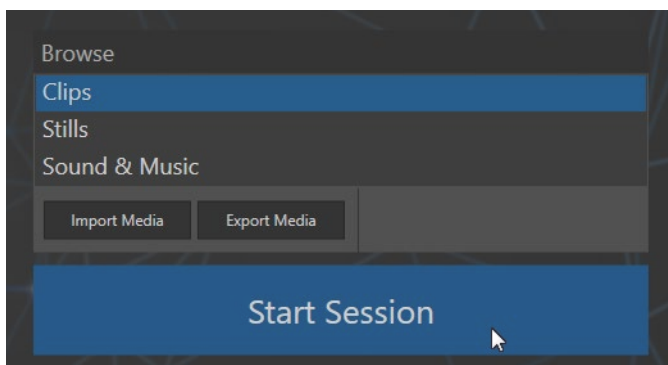 Browse
Clips
Stills
Sound & Music
Import Media Export Media
Start Session